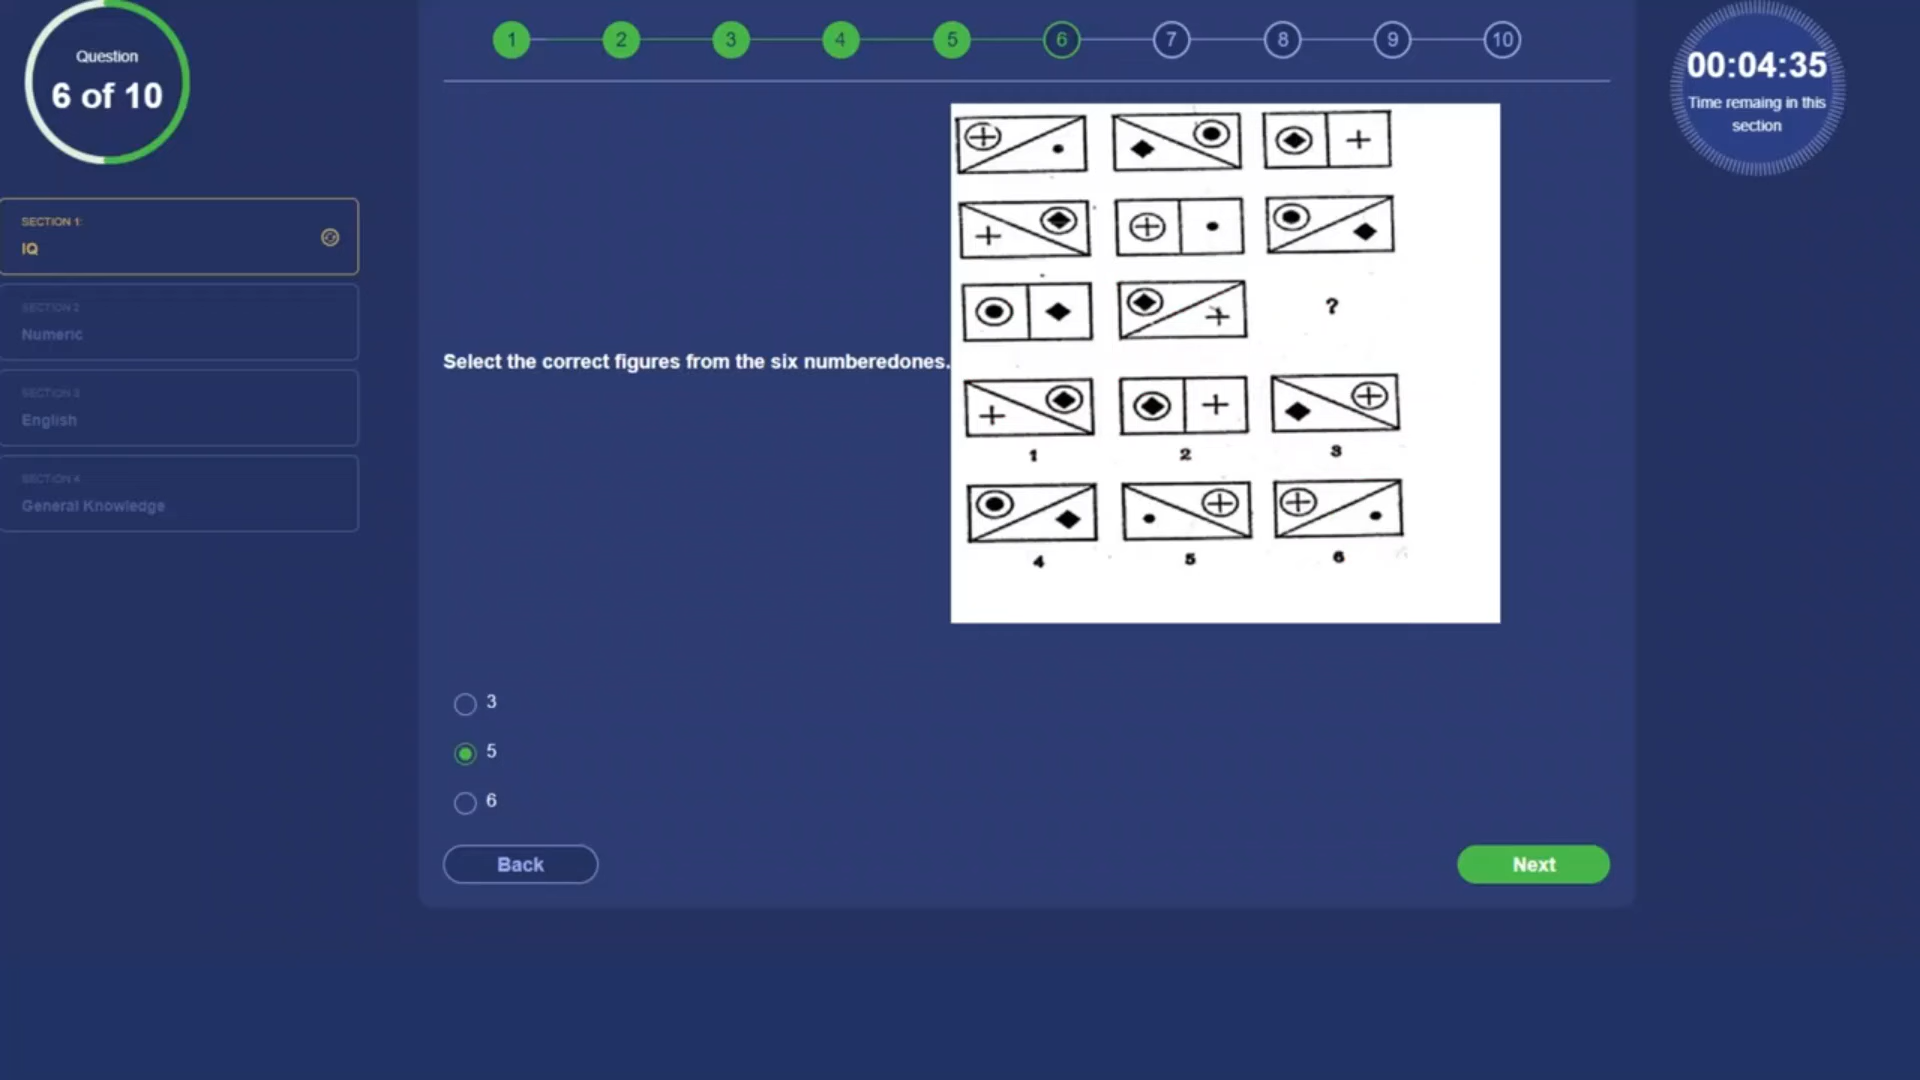 Question
6 of 10
1 2 3 4 5 6 7 8 9 10
00:04:35
Time remaing in this
section
SECTION 1:
IQ
SECTION 2
Numeric
SECTION 3
English
SECTION 4
General Knowledge
Select the correct figures from the six numberedones.
?
1 2 3
4 5 6
3
5
6
Back
Next